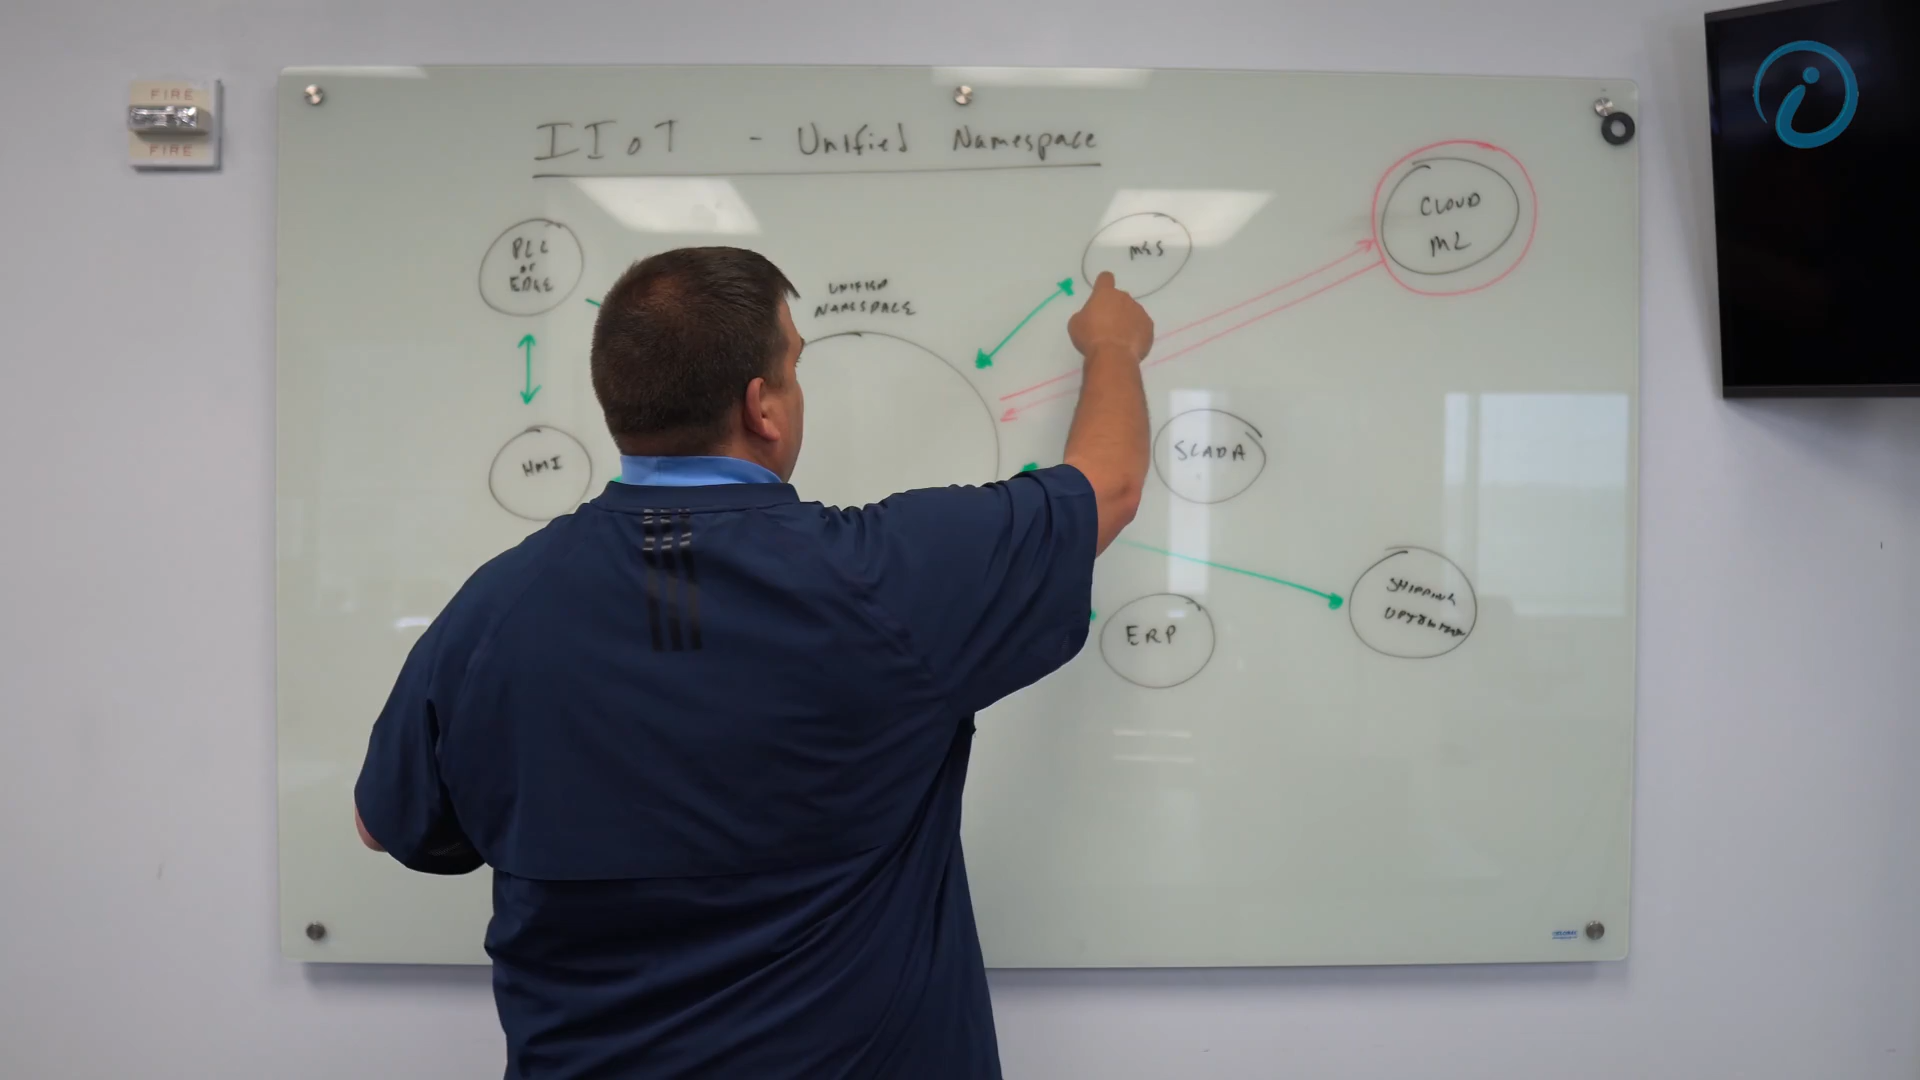 FIRE
FIRE
IIoT - Unified Namespace
PLC
or
EDGE
UNIFIED
NAMESPACE
MES
CLOUD
ML
HMI
SCADA
SHIPPING
ERP